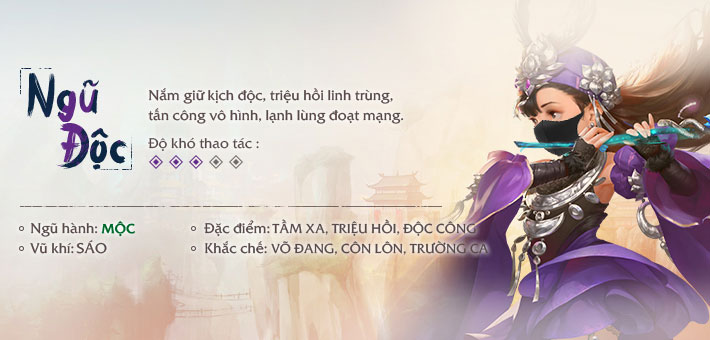 Ngũ
Độc
Nắm giữ kịch độc, triệu hồi linh trùng,
tấn công vô hình, lạnh lùng đoạt mạng.
Độ khó thao tác :
Ngũ hành: MỘC
Đặc điểm: TẦM XA, TRIỆU HỒI, ĐỘC CÔNG
Vũ khí: SÁO
Khắc chế: VÕ ĐANG, CÔN LÔN, TRƯỜNG CA